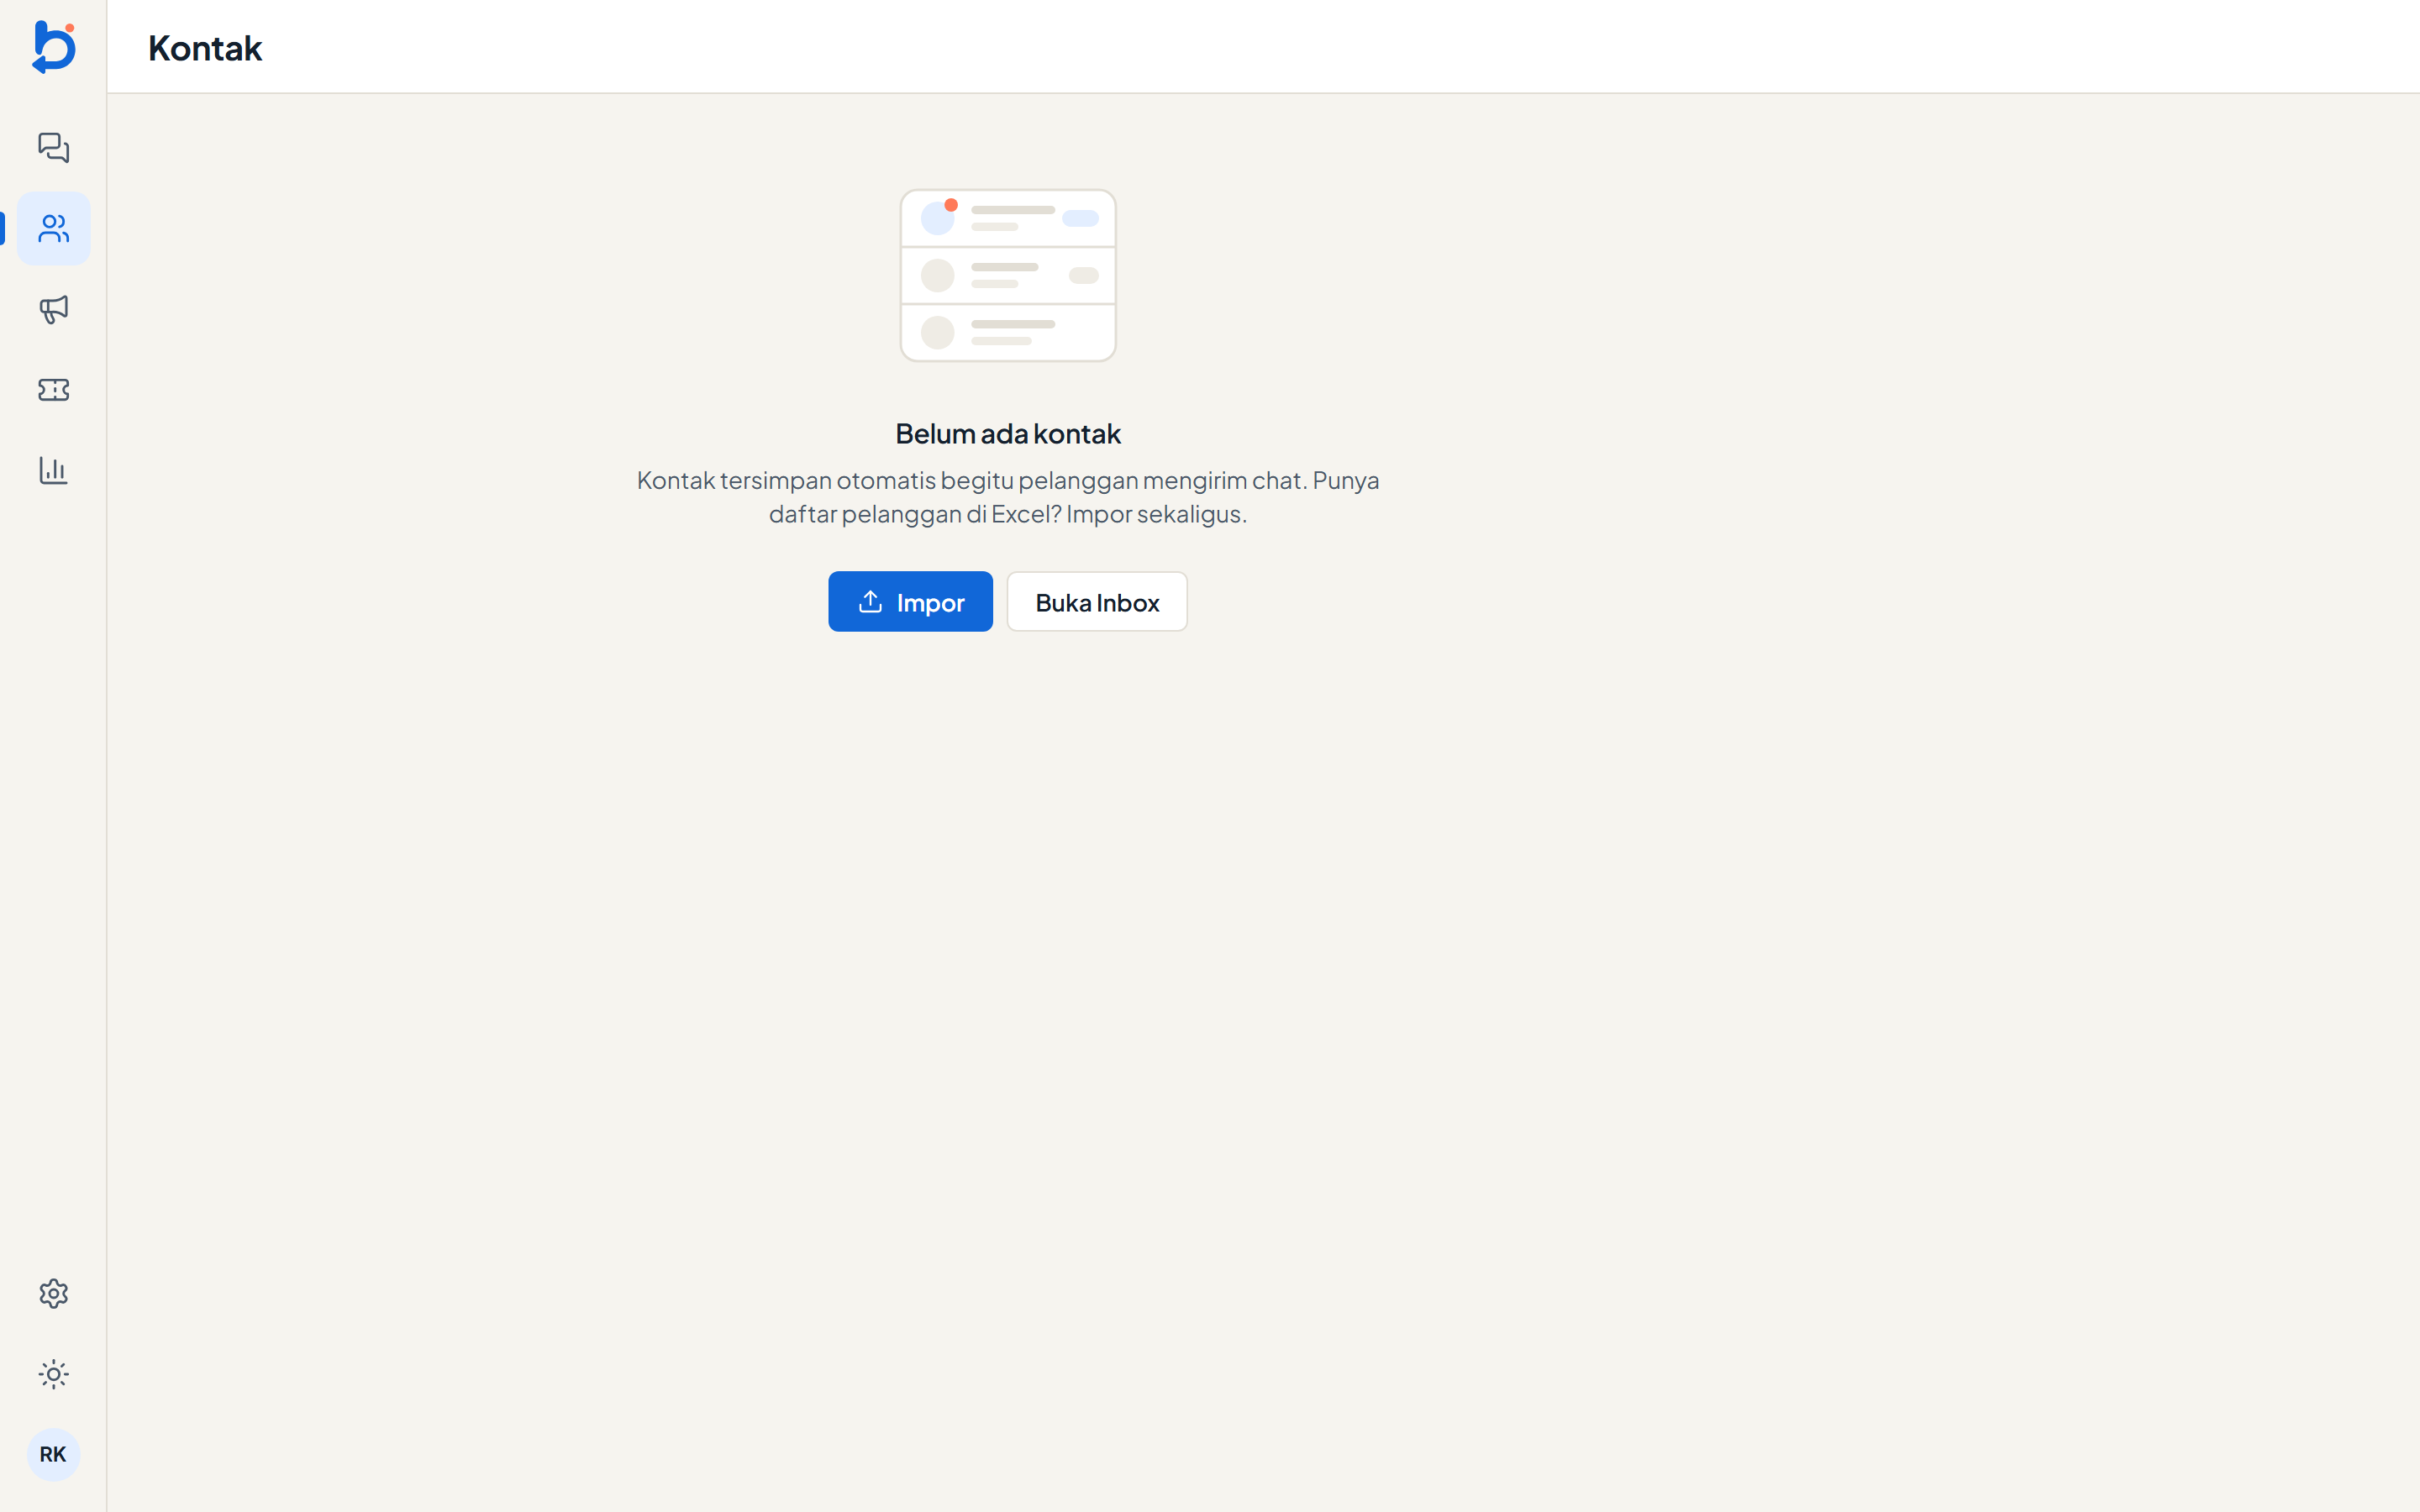 Kontak
Belum ada kontak
Kontak tersimpan otomatis begitu pelanggan mengirim chat. Punya
daftar pelanggan di Excel? Impor sekaligus.
Impor
Buka Inbox
RK